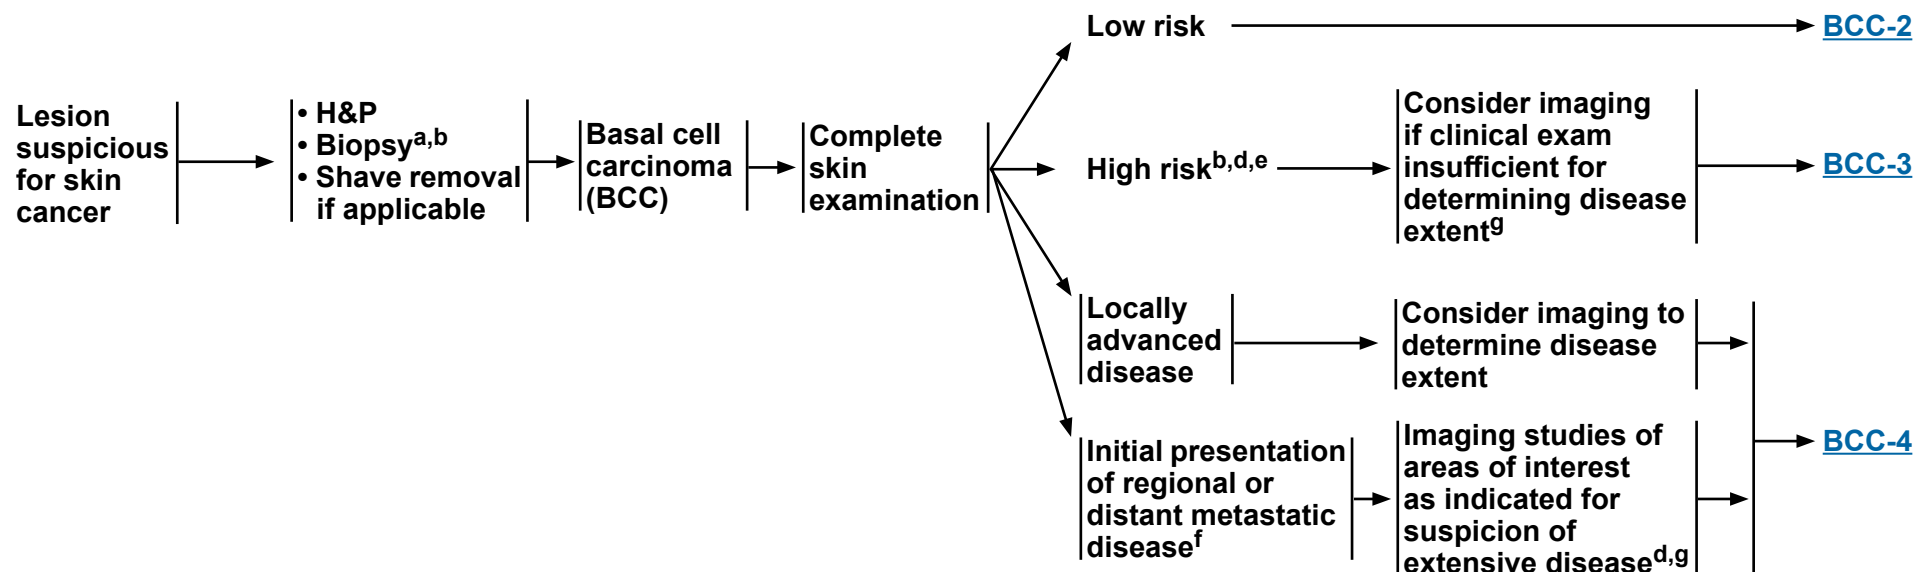 Lesion
suspicious
for skin
cancer
• H&P
• Biopsya,b
• Shave removal
if applicable
Basal cell
carcinoma
(BCC)
Complete
skin
examination
Low risk
BCC-2
High riskb,d,e
Consider imaging
if clinical exam
insufficient for
determining disease
extentg
BCC-3
Locally
advanced
disease
Consider imaging to
determine disease
extent
Initial presentation
of regional or
distant metastatic
diseasef
Imaging studies of
areas of interest
as indicated for
suspicion of
extensive diseased,g
BCC-4